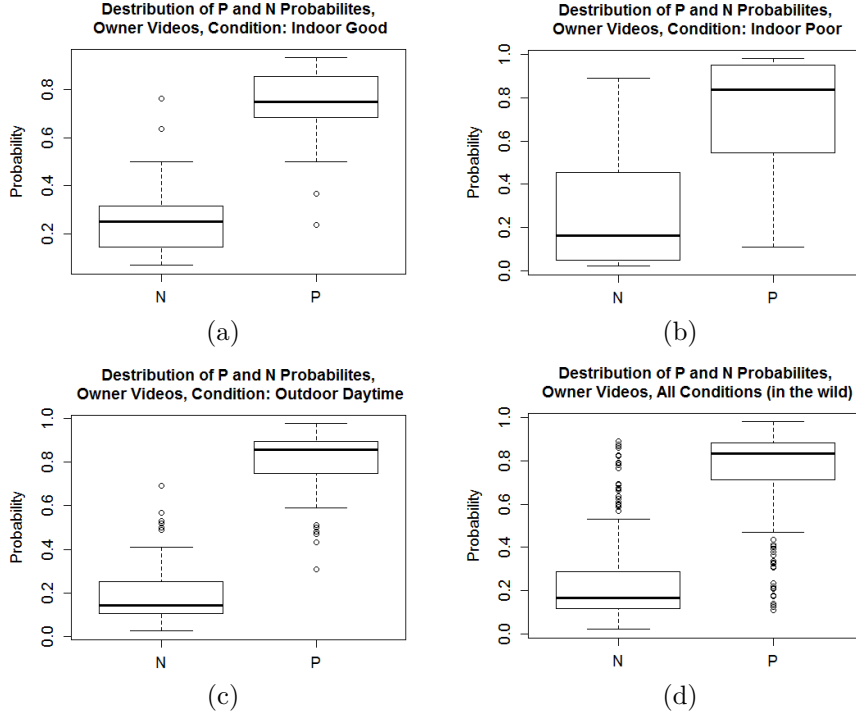 Destribution of P and N Probabilites,
Owner Videos, Condition: Indoor Good
Probability
0.2 0.4 0.6 0.8
N P
(a)
Destribution of P and N Probabilites,
Owner Videos, Condition: Indoor Poor
Probability
0.0 0.2 0.4 0.6 0.8 1.0
N P
(b)
Destribution of P and N Probabilites,
Owner Videos, Condition: Outdoor Daytime
Probability
0.0 0.2 0.4 0.6 0.8 1.0
N P
(c)
Destribution of P and N Probabilites,
Owner Videos, All Conditions (in the wild)
Probability
0.0 0.2 0.4 0.6 0.8 1.0
N P
(d)